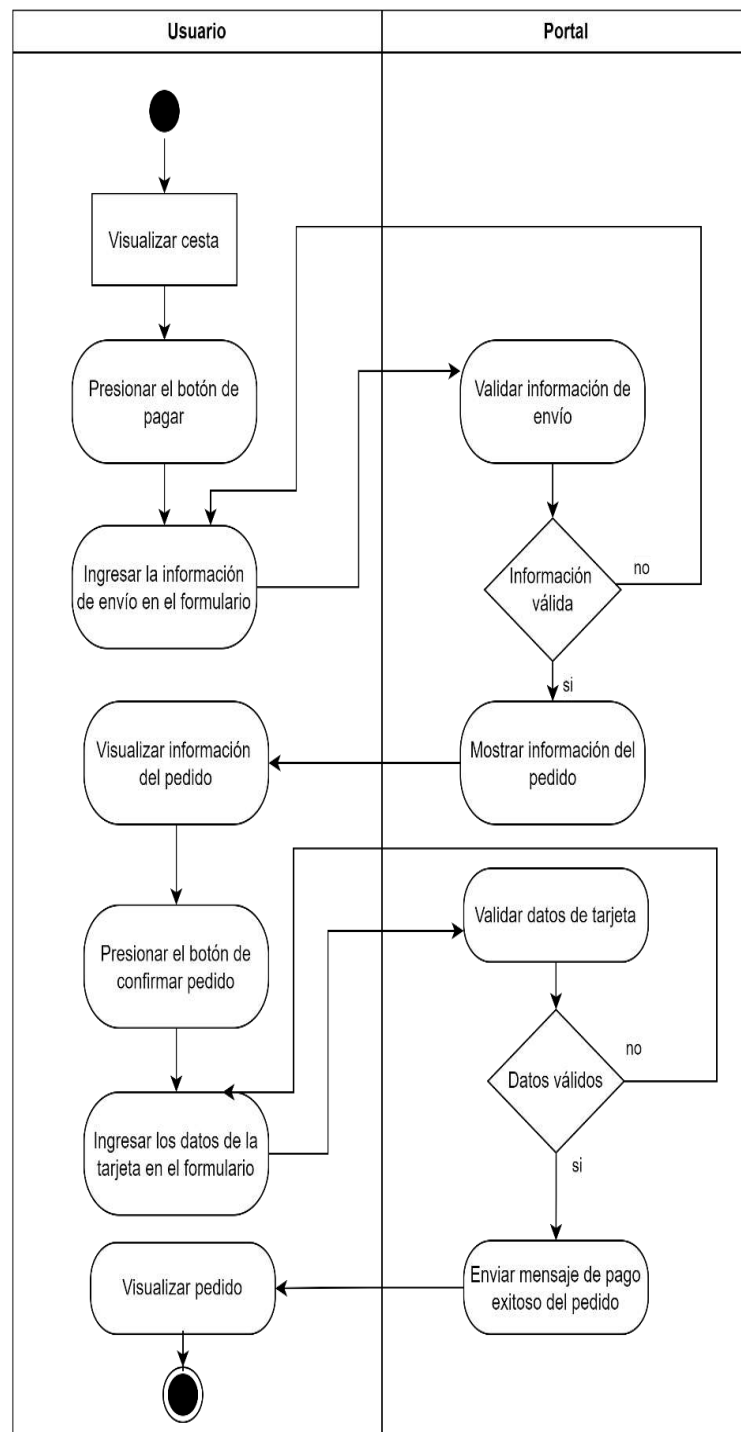 Usuario
Portal
Visualizar cesta
Presionar el botón de
pagar
Validar información de
envío
Ingresar la información
de envío en el formulario
Información
válida
no
si
Visualizar información
del pedido
Mostrar información del
pedido
Validar datos de tarjeta
Presionar el botón de
confirmar pedido
no
Datos válidos
Ingresar los datos de la
tarjeta en el formulario
si
Visualizar pedido
Enviar mensaje de pago
exitoso del pedido